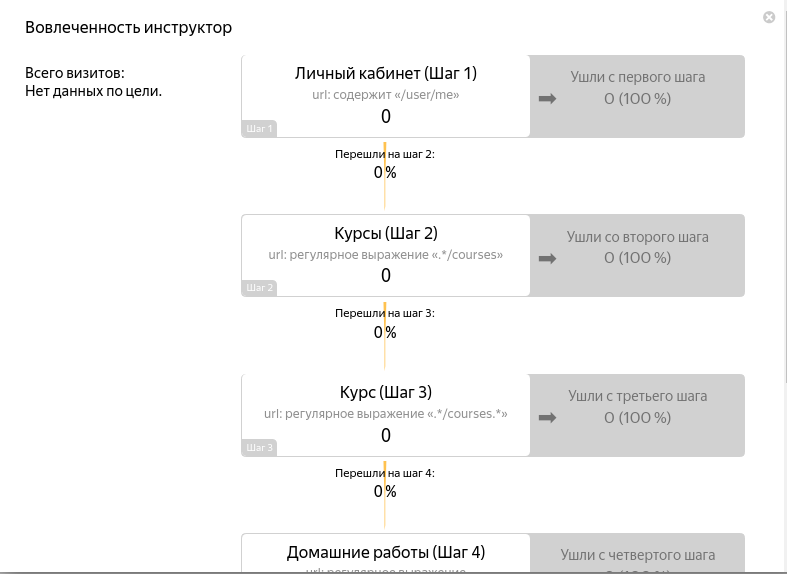 Вовлеченность инструктор
Всего визитов:
Нет данных по цели.
Личный кабинет (Шаг 1)
url: содержит «/user/me»
0
Шаг 1
Ушли с первого шага
0 (100 %)
Перешли на шаг 2:
0 %
Курсы (Шаг 2)
url: регулярное выражение «.*/courses»
0
Шаг 2
Ушли со второго шага
0 (100 %)
Перешли на шаг 3:
0 %
Курс (Шаг 3)
url: регулярное выражение «.*/courses.*»
0
Шаг 3
Ушли с третьего шага
0 (100 %)
Перешли на шаг 4:
0 %
Домашние работы (Шаг 4)
url: регулярное выражение
Ушли с четвертого шага